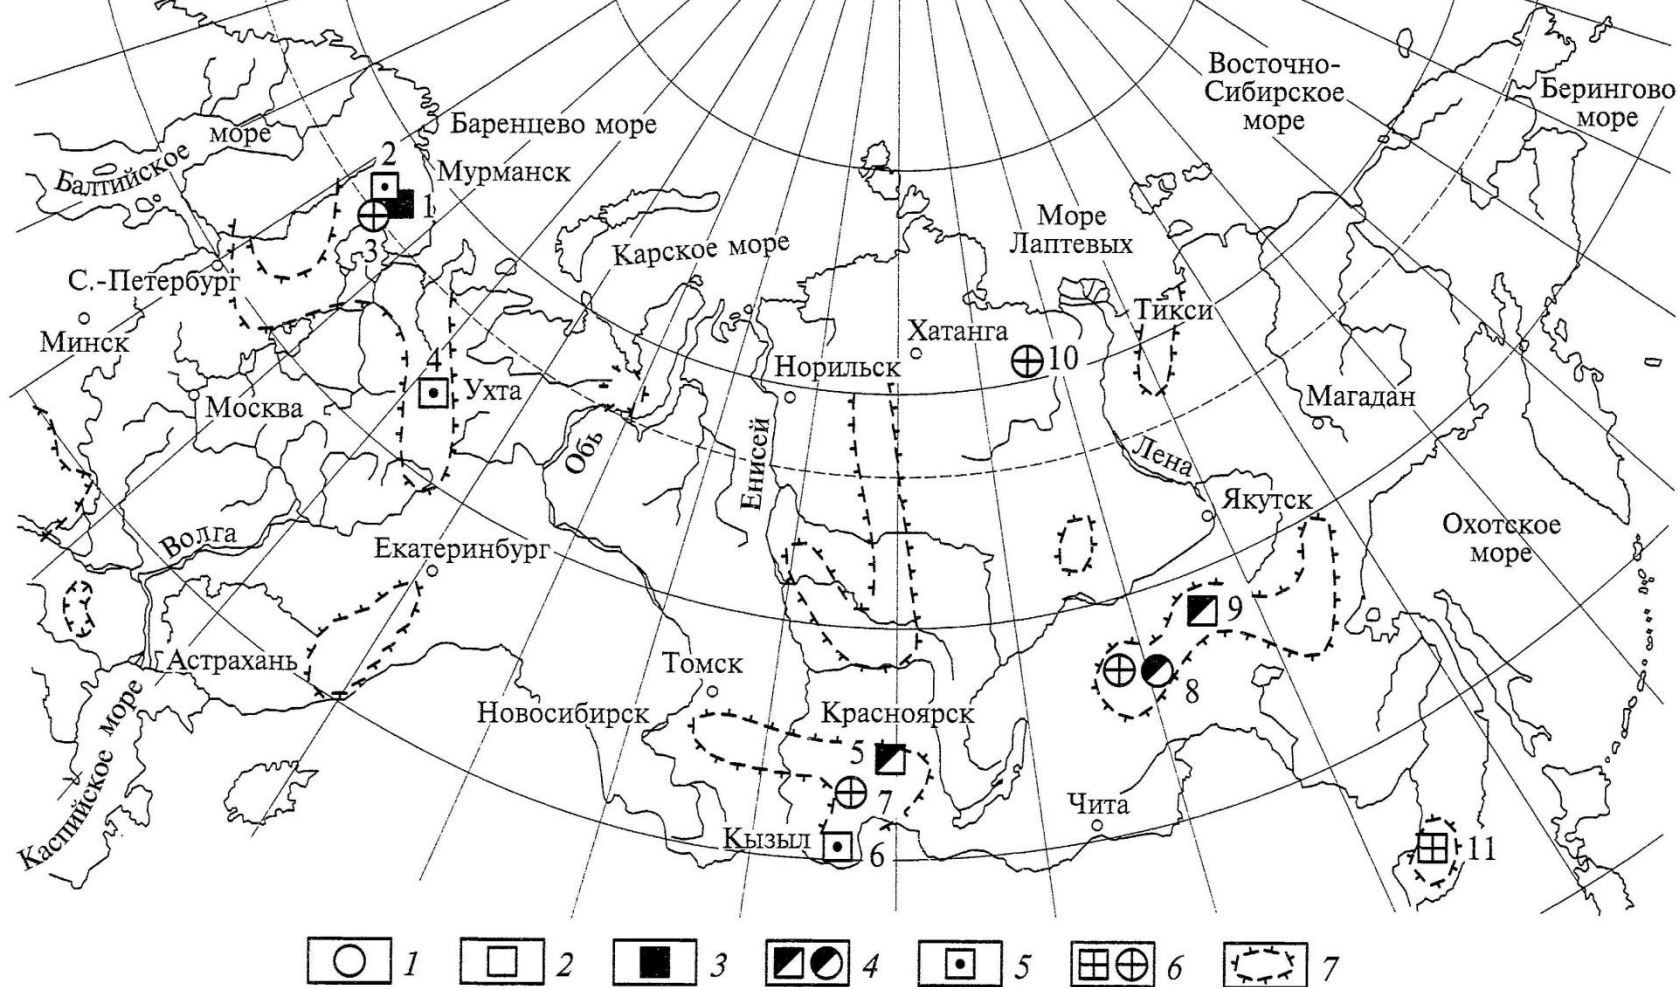 Восточно-
Сибирское
море
Берингово
море
Баренцево море
Балтийское море
2
Мурманск
1
3
Море
Лаптевых
Карское море
С.-Петербург
Минск
Тикси
Хатанга
Норильск
10
4
Ухта
Москва
Магадан
Обь
Енисей
Лена
Якутск
Волга
Екатеринбург
Охотское
море
9
Астрахань
Томск
8
Новосибирск
Красноярск
5
7
Каспийское море
Чита
Кызыл
6
11
1 2 3 4 5 6 7